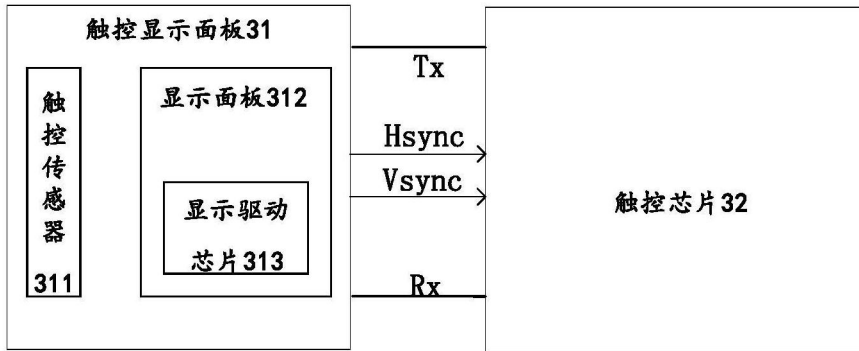 触控显示面板31
触控传感器
311
显示面板312
显示驱动
芯片313
Tx
Hsync
Vsync
Rx
触控芯片32